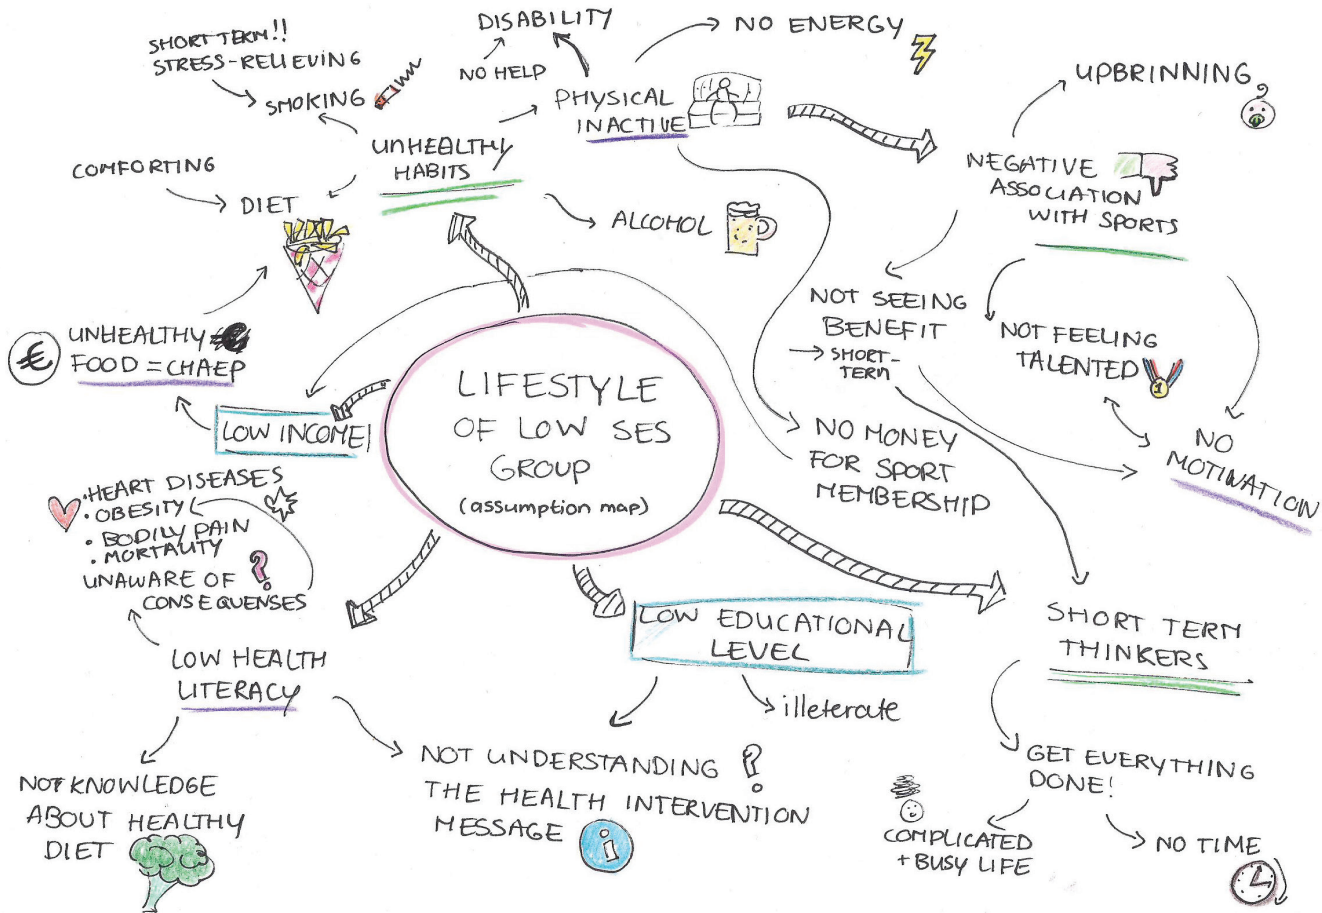 DISABILITY
NO HELP
NO ENERGY
SHORT TERM!!
STRESS-RELIEVING
SMOKING
PHYSICAL
INACTIVE
UPBRINNING
UNHEALTHY
HABITS
COMFORTING
DIET
ALCOHOL
NEGATIVE
ASSOCIATION
WITH SPORTS
NOT SEEING
BENEFIT
→ SHORT-
TERM
NOT FEELING
TALENTED
1
€
UNHEALTHY
FOOD = CHAEP
LOW INCOME
LIFESTYLE
OF LOW SES
GROUP
(assumption map)
NO MONEY
FOR SPORT
MEMBERSHIP
NO
MOTIVATION
• HEART DISEASES
• OBESITY
• BODILY PAIN
• MORTALITY
UNAWARE OF ?
CONSEQUENSES
LOW HEALTH
LITERACY
LOW EDUCATIONAL
LEVEL
illeterate
SHORT TERM
THINKERS
NOT KNOWLEDGE
ABOUT HEALTHY
DIET
NOT UNDERSTANDING ?
THE HEALTH INTERVENTION
MESSAGE i
GET EVERYTHING
DONE!
COMPLICATED
+ BUSY LIFE
NO TIME